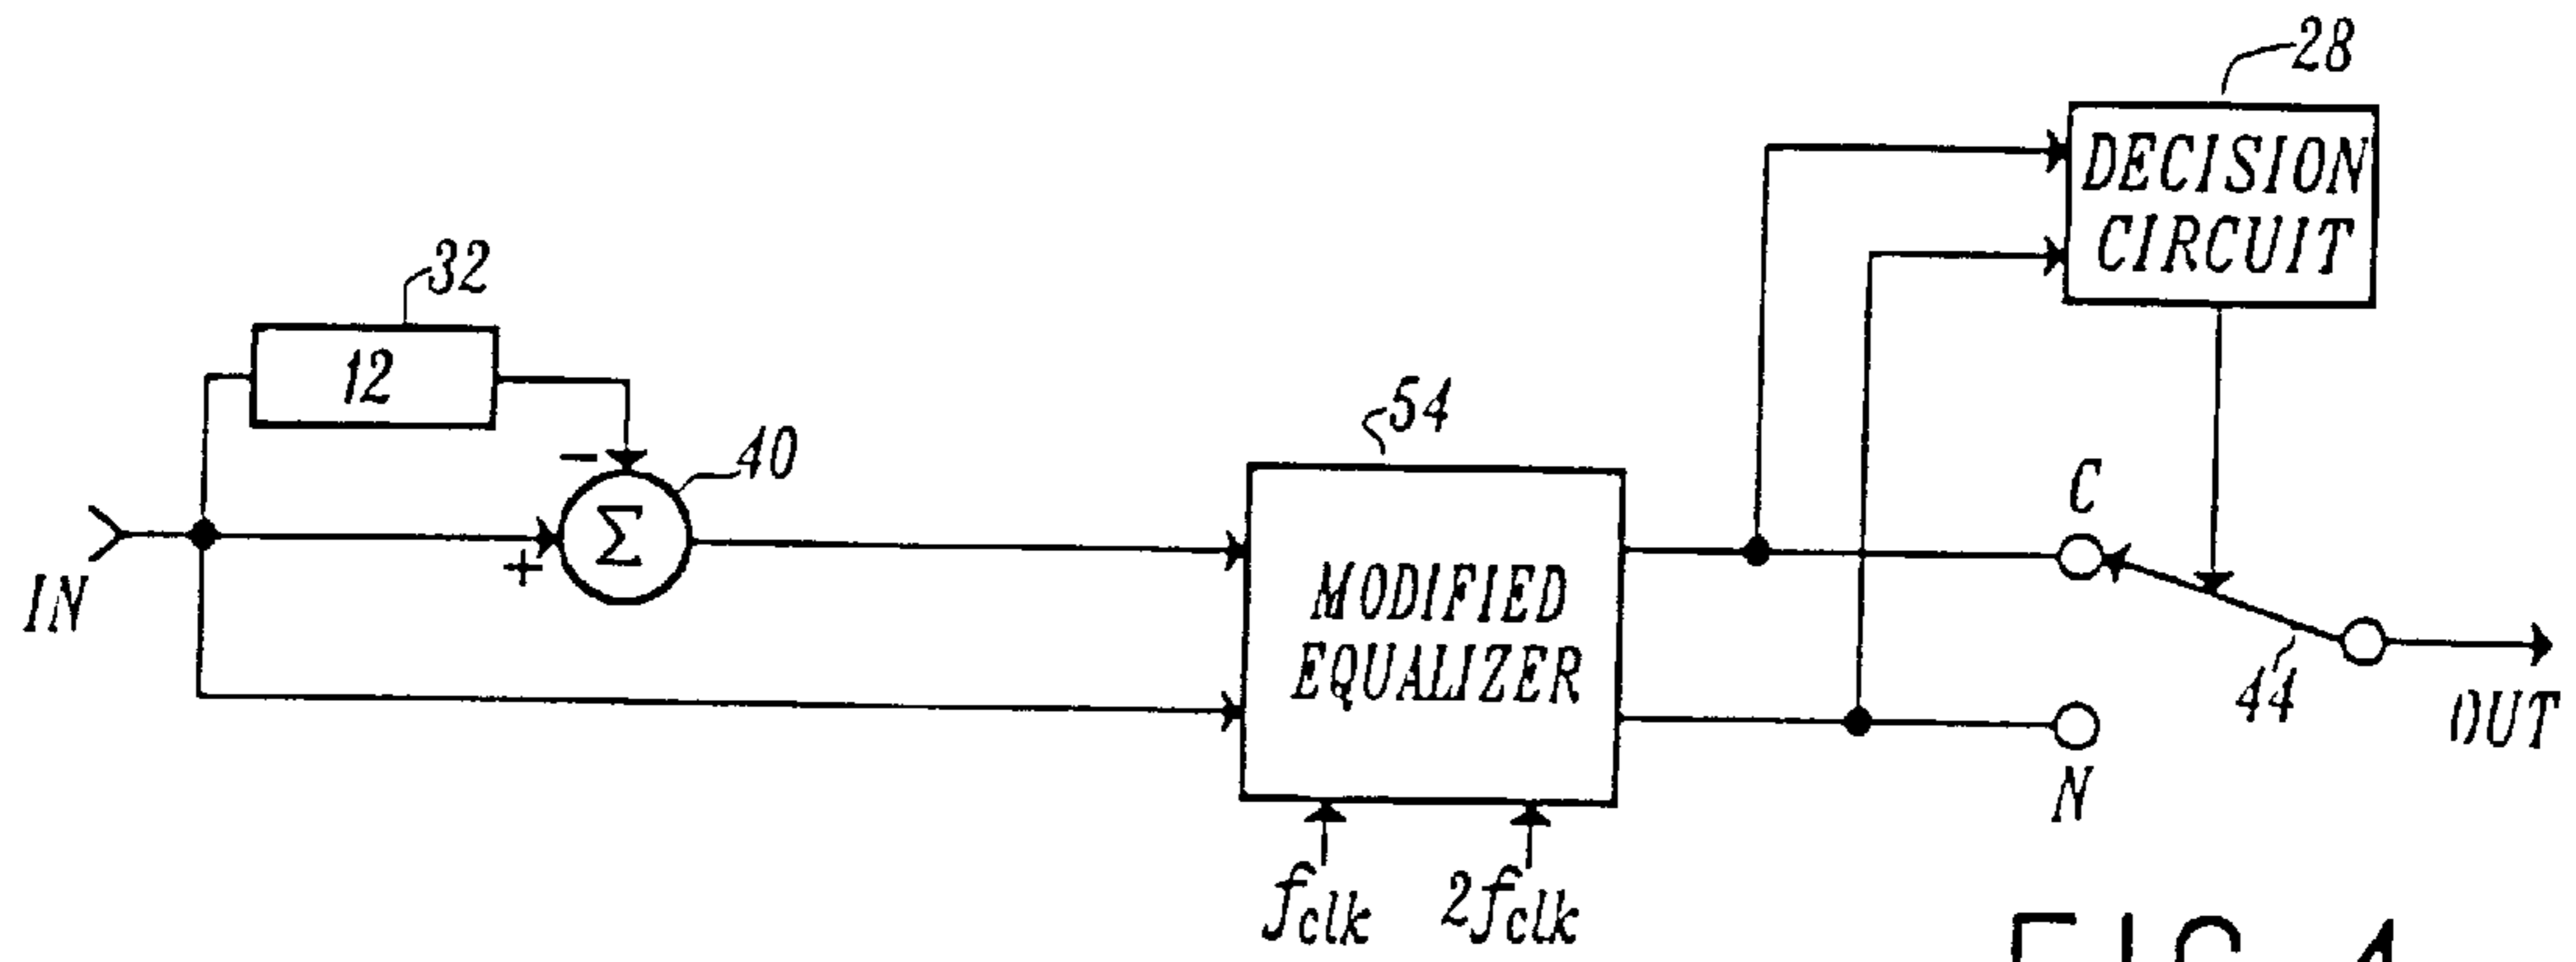 28
DECISION
CIRCUIT
32
12
−
40
Σ
+
IN
54
MODIFIED
EQUALIZER
C
44
OUT
N
fclk
2fclk